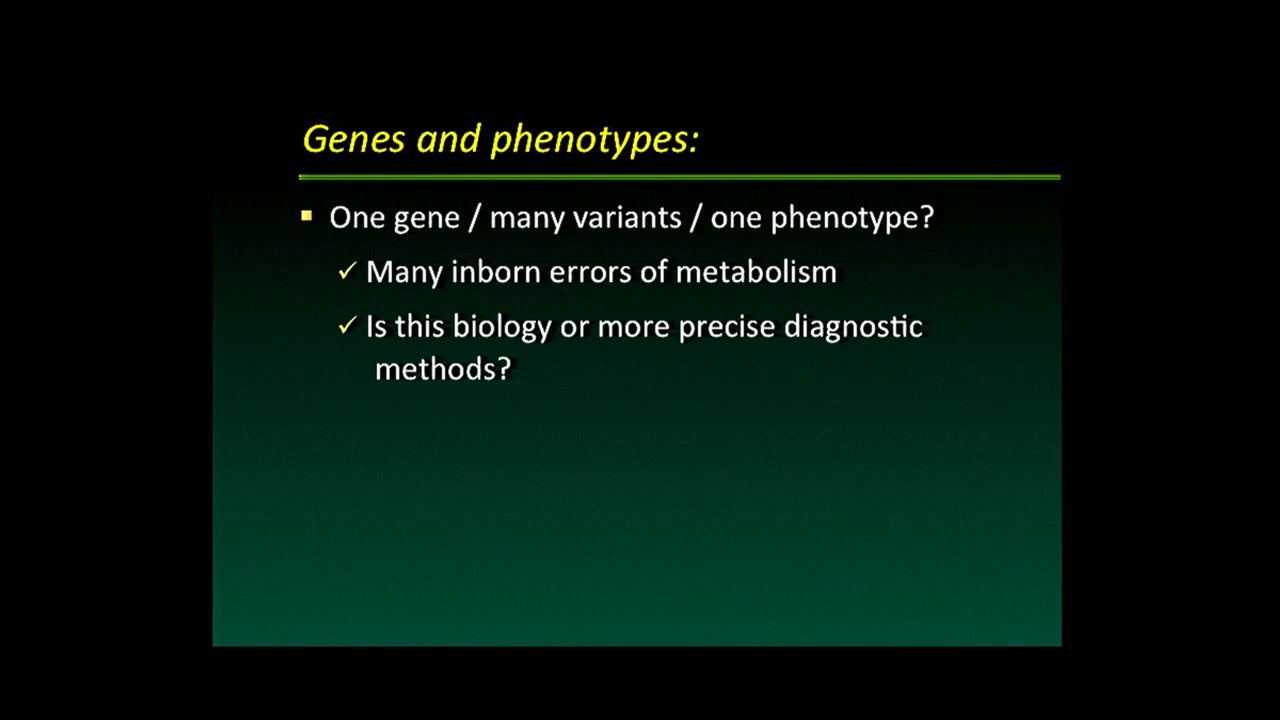 Genes and phenotypes:
One gene / many variants / one phenotype?
Many inborn errors of metabolism
Is this biology or more precise diagnostic
methods?